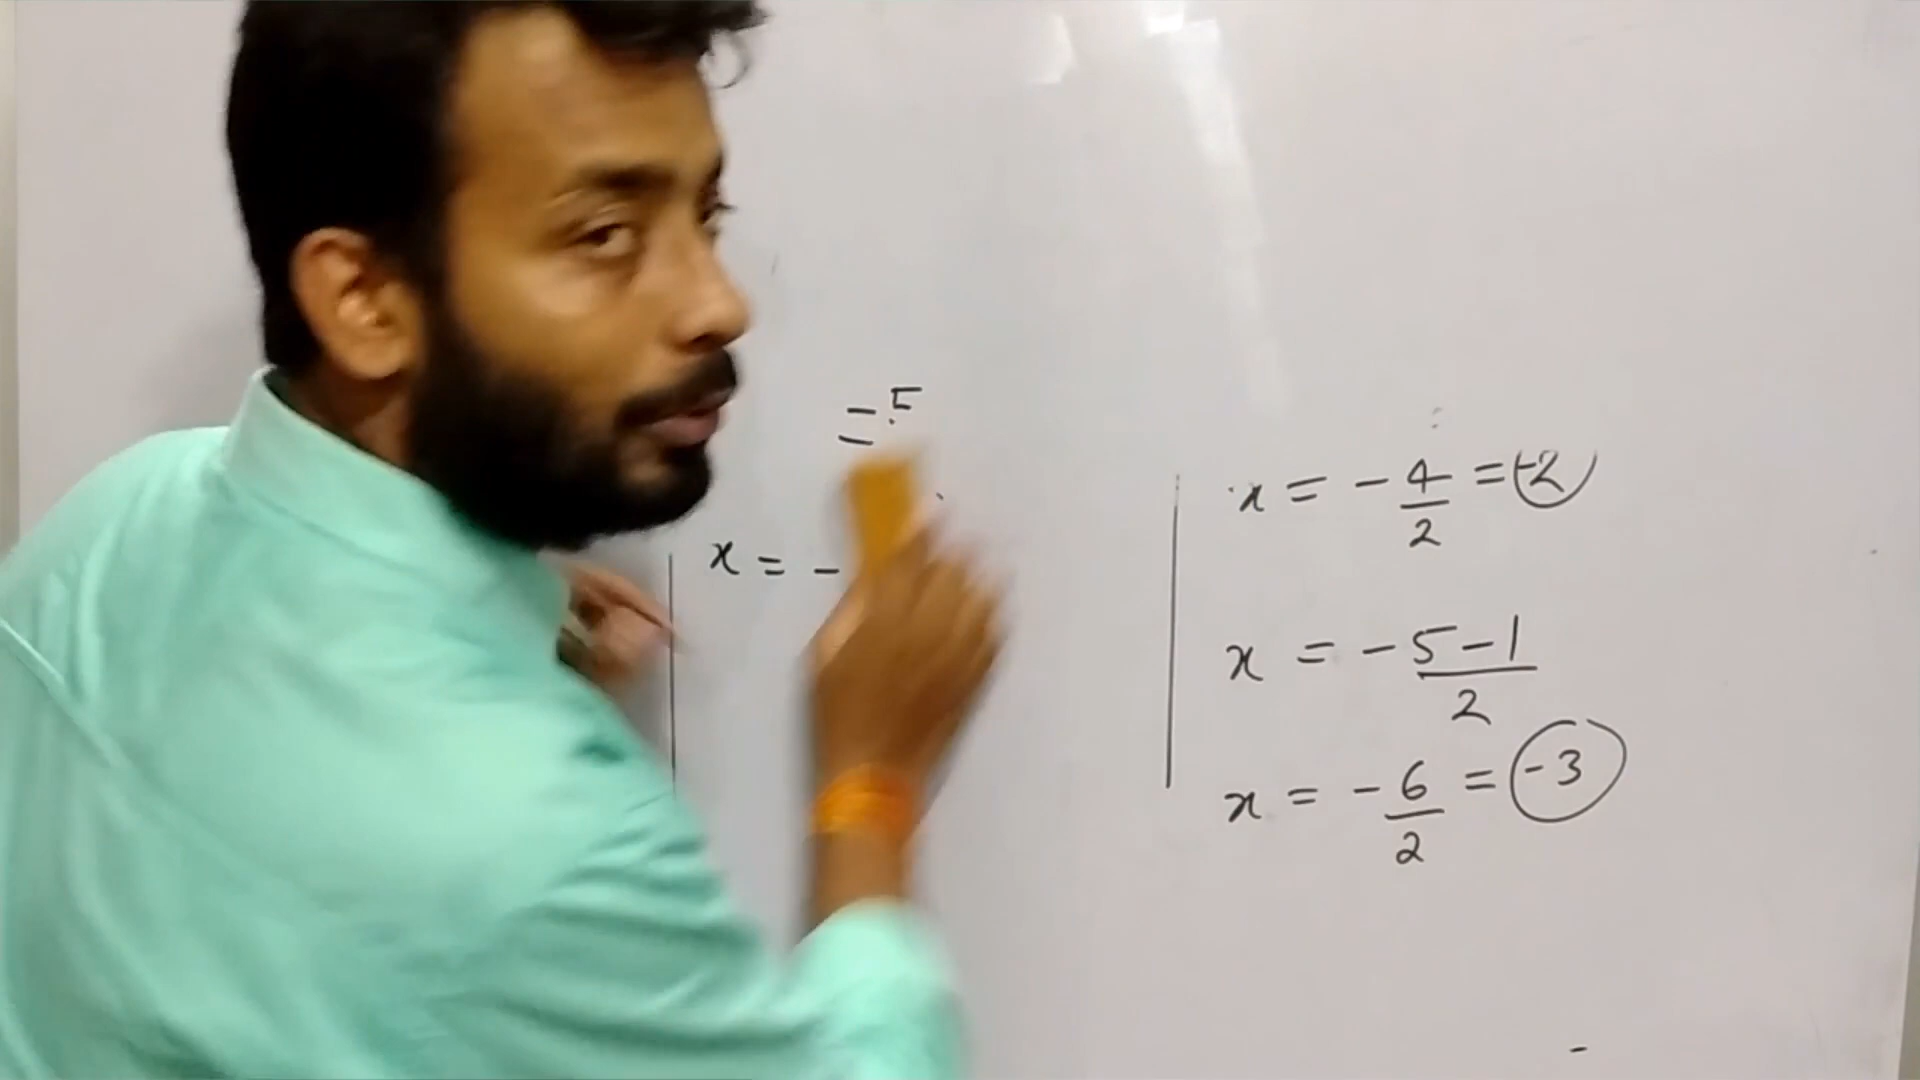 = 5
x = -
x = -4/2 = -2
x = -5-1/2
x = -6/2 = -3